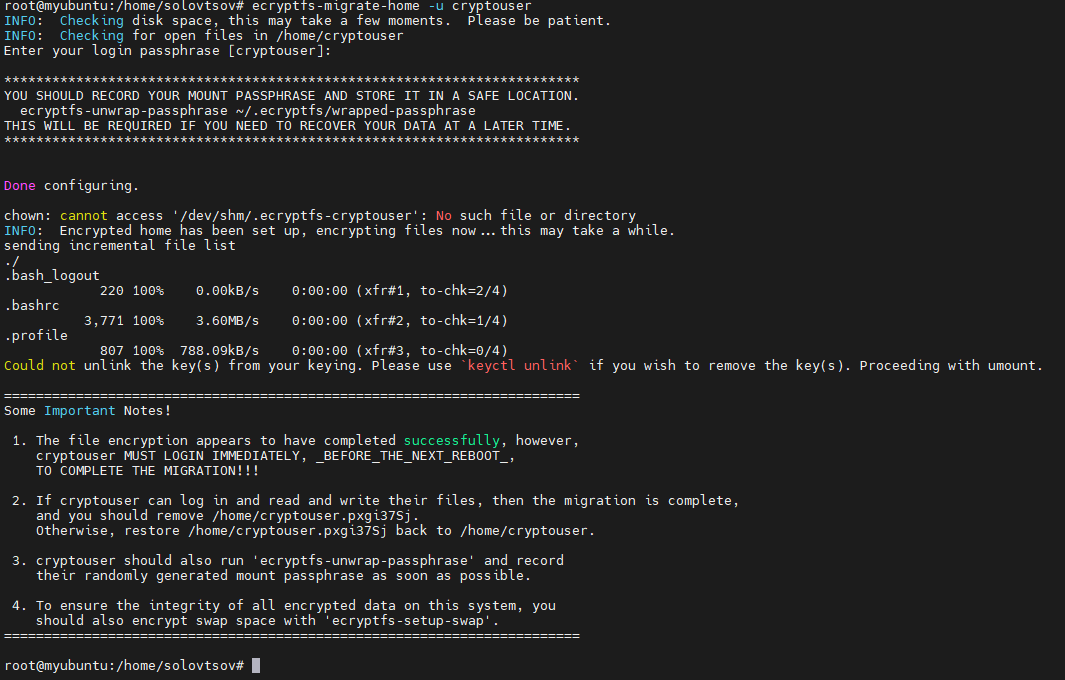 root@myubuntu:/home/solovtsov# ecryptfs-migrate-home -u cryptouser
INFO:  Checking disk space, this may take a few moments.  Please be patient.
INFO:  Checking for open files in /home/cryptouser
Enter your login passphrase [cryptouser]:

************************************************************************
YOU SHOULD RECORD YOUR MOUNT PASSPHRASE AND STORE IT IN A SAFE LOCATION.
  ecryptfs-unwrap-passphrase ~/.ecryptfs/wrapped-passphrase
THIS WILL BE REQUIRED IF YOU NEED TO RECOVER YOUR DATA AT A LATER TIME.
************************************************************************


Done configuring.

chown: cannot access '/dev/shm/.ecryptfs-cryptouser': No such file or directory
INFO:  Encrypted home has been set up, encrypting files now...this may take a while.
sending incremental file list
./
.bash_logout
            220 100%    0.00kB/s    0:00:00 (xfr#1, to-chk=2/4)
.bashrc
          3,771 100%    3.60MB/s    0:00:00 (xfr#2, to-chk=1/4)
.profile
            807 100%  788.09kB/s    0:00:00 (xfr#3, to-chk=0/4)
Could not unlink the key(s) from your keying. Please use `keyctl unlink` if you wish to remove the key(s). Proceeding with umount.

========================================================================
Some Important Notes!

 1. The file encryption appears to have completed successfully, however,
    cryptouser MUST LOGIN IMMEDIATELY, _BEFORE_THE_NEXT_REBOOT_,
    TO COMPLETE THE MIGRATION!!!

 2. If cryptouser can log in and read and write their files, then the migration is complete,
    and you should remove /home/cryptouser.pxgi37Sj.
    Otherwise, restore /home/cryptouser.pxgi37Sj back to /home/cryptouser.

 3. cryptouser should also run 'ecryptfs-unwrap-passphrase' and record
    their randomly generated mount passphrase as soon as possible.

 4. To ensure the integrity of all encrypted data on this system, you
    should also encrypt swap space with 'ecryptfs-setup-swap'.
========================================================================

root@myubuntu:/home/solovtsov#